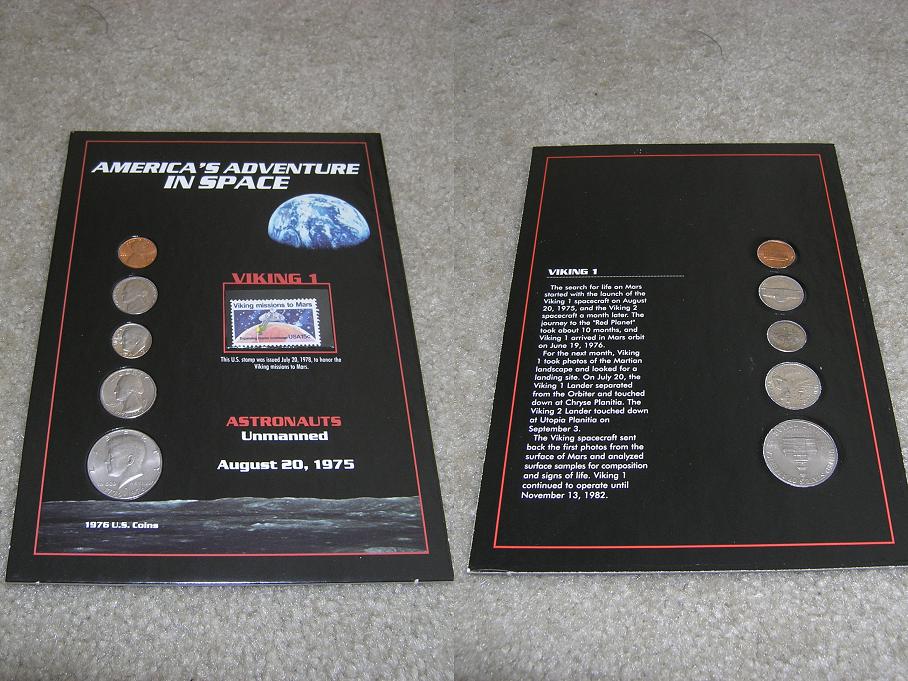 AMERICA'S ADVENTURE
IN SPACE
VIKING 1
Viking missions to Mars
USA15c
This U.S. stamp was issued July 20, 1978, to honor the
Viking missions to Mars.
ASTRONAUTS
Unmanned
August 20, 1975
1976 U.S. Coins
VIKING 1
The search for life on Mars
started with the launch of the
Viking 1 spacecraft on August
20, 1975, and the Viking 2
spacecraft a month later. The
journey to the "Red Planet"
took about 10 months, and
Viking 1 arrived in Mars orbit
on June 19, 1976.
For the next month, Viking
1 took photos of the Martian
landscape and looked for a
landing site. On July 20, the
Viking 1 Lander separated
from the Orbiter and touched
down at Chryse Planitia. The
Viking 2 Lander touched down
at Utopia Planitia on
September 3.
The Viking spacecraft sent
back the first photos from the
surface of Mars and analyzed
surface samples for composition
and signs of life. Viking 1
continued to operate until
November 13, 1982.